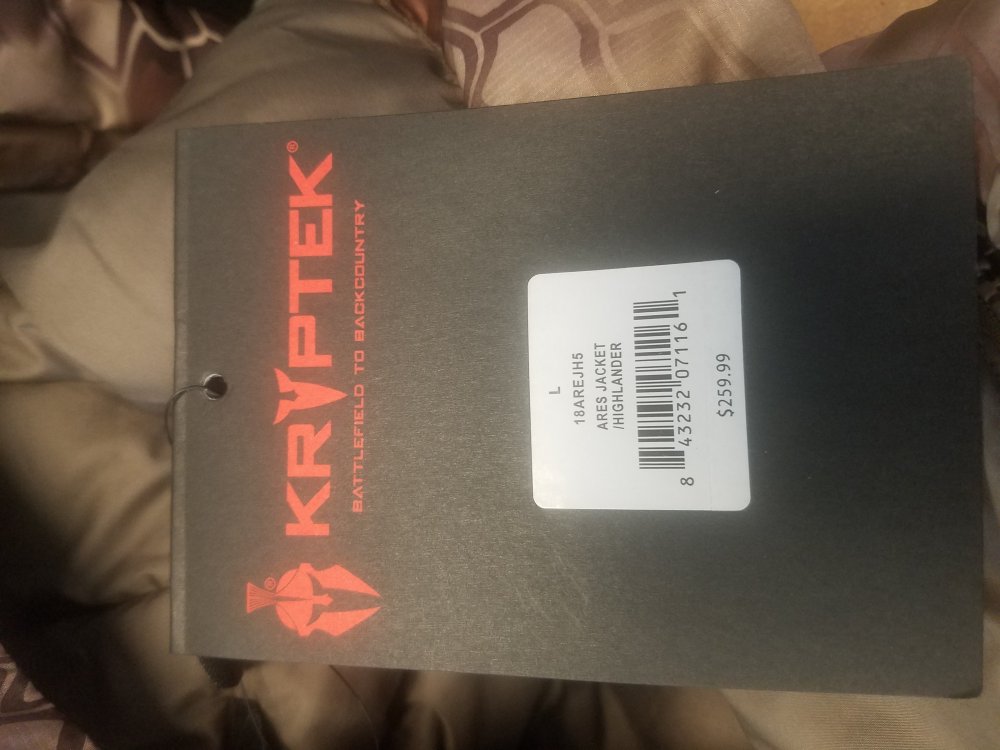 KRYPTEK®
BATTLEFIELD TO BACKCOUNTRY
®
L
18AREJH5
ARES JACKET
/HIGHLANDER
8 43232 07116 1
$259.99